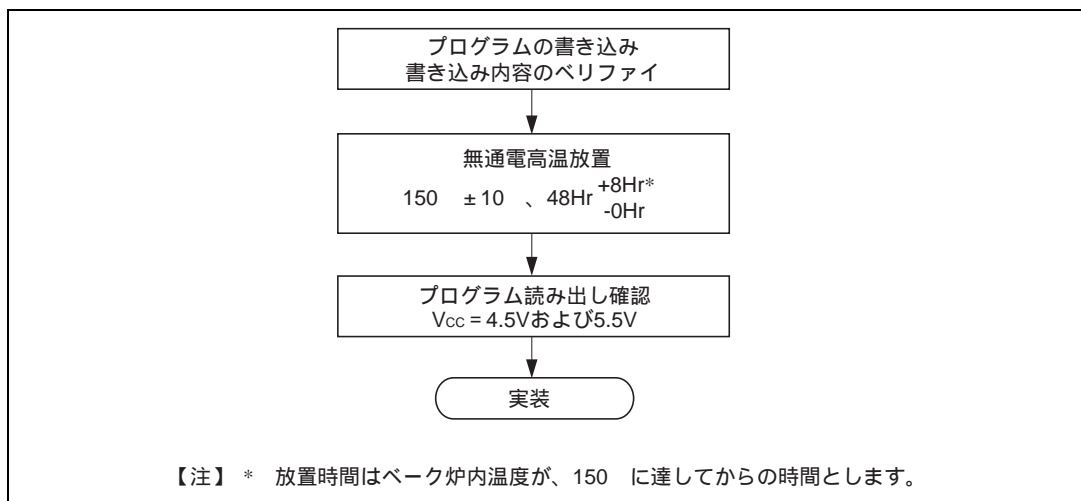 プログラムの書き込み
書き込み内容のベリファイ
無通電高温放置
150 ±10 、48Hr +8Hr*
-0Hr
プログラム読み出し確認
Vcc = 4.5Vおよび5.5V
実装
【注】 * 放置時間はベーク炉内温度が、150 に達してからの時間とします。